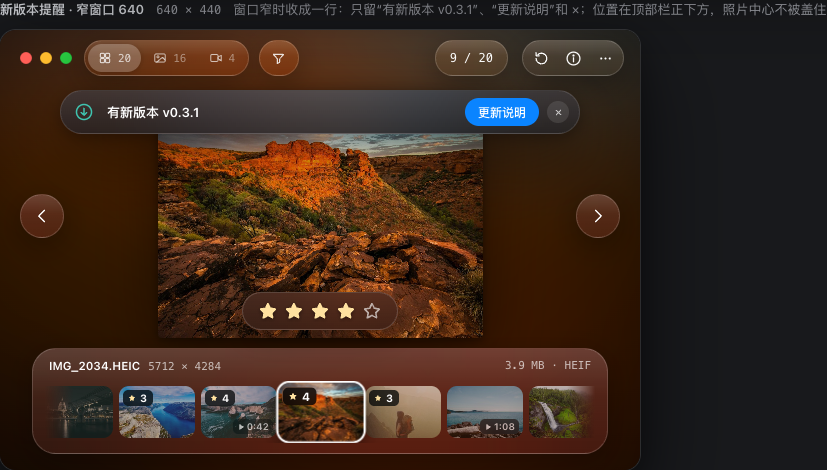 新版本提醒 · 窄窗口 640 640 × 440 窗口窄时收成一行：只留“有新版本 v0.3.1”、“更新说明”和 ×；位置在顶部栏正下方，照片中心不被盖住
20 16 4 9 / 20
有新版本 v0.3.1 更新说明 ×
IMG_2034.HEIC 5712 × 4284 3.9 MB · HEIF
3 4 4 3
0:42 1:08